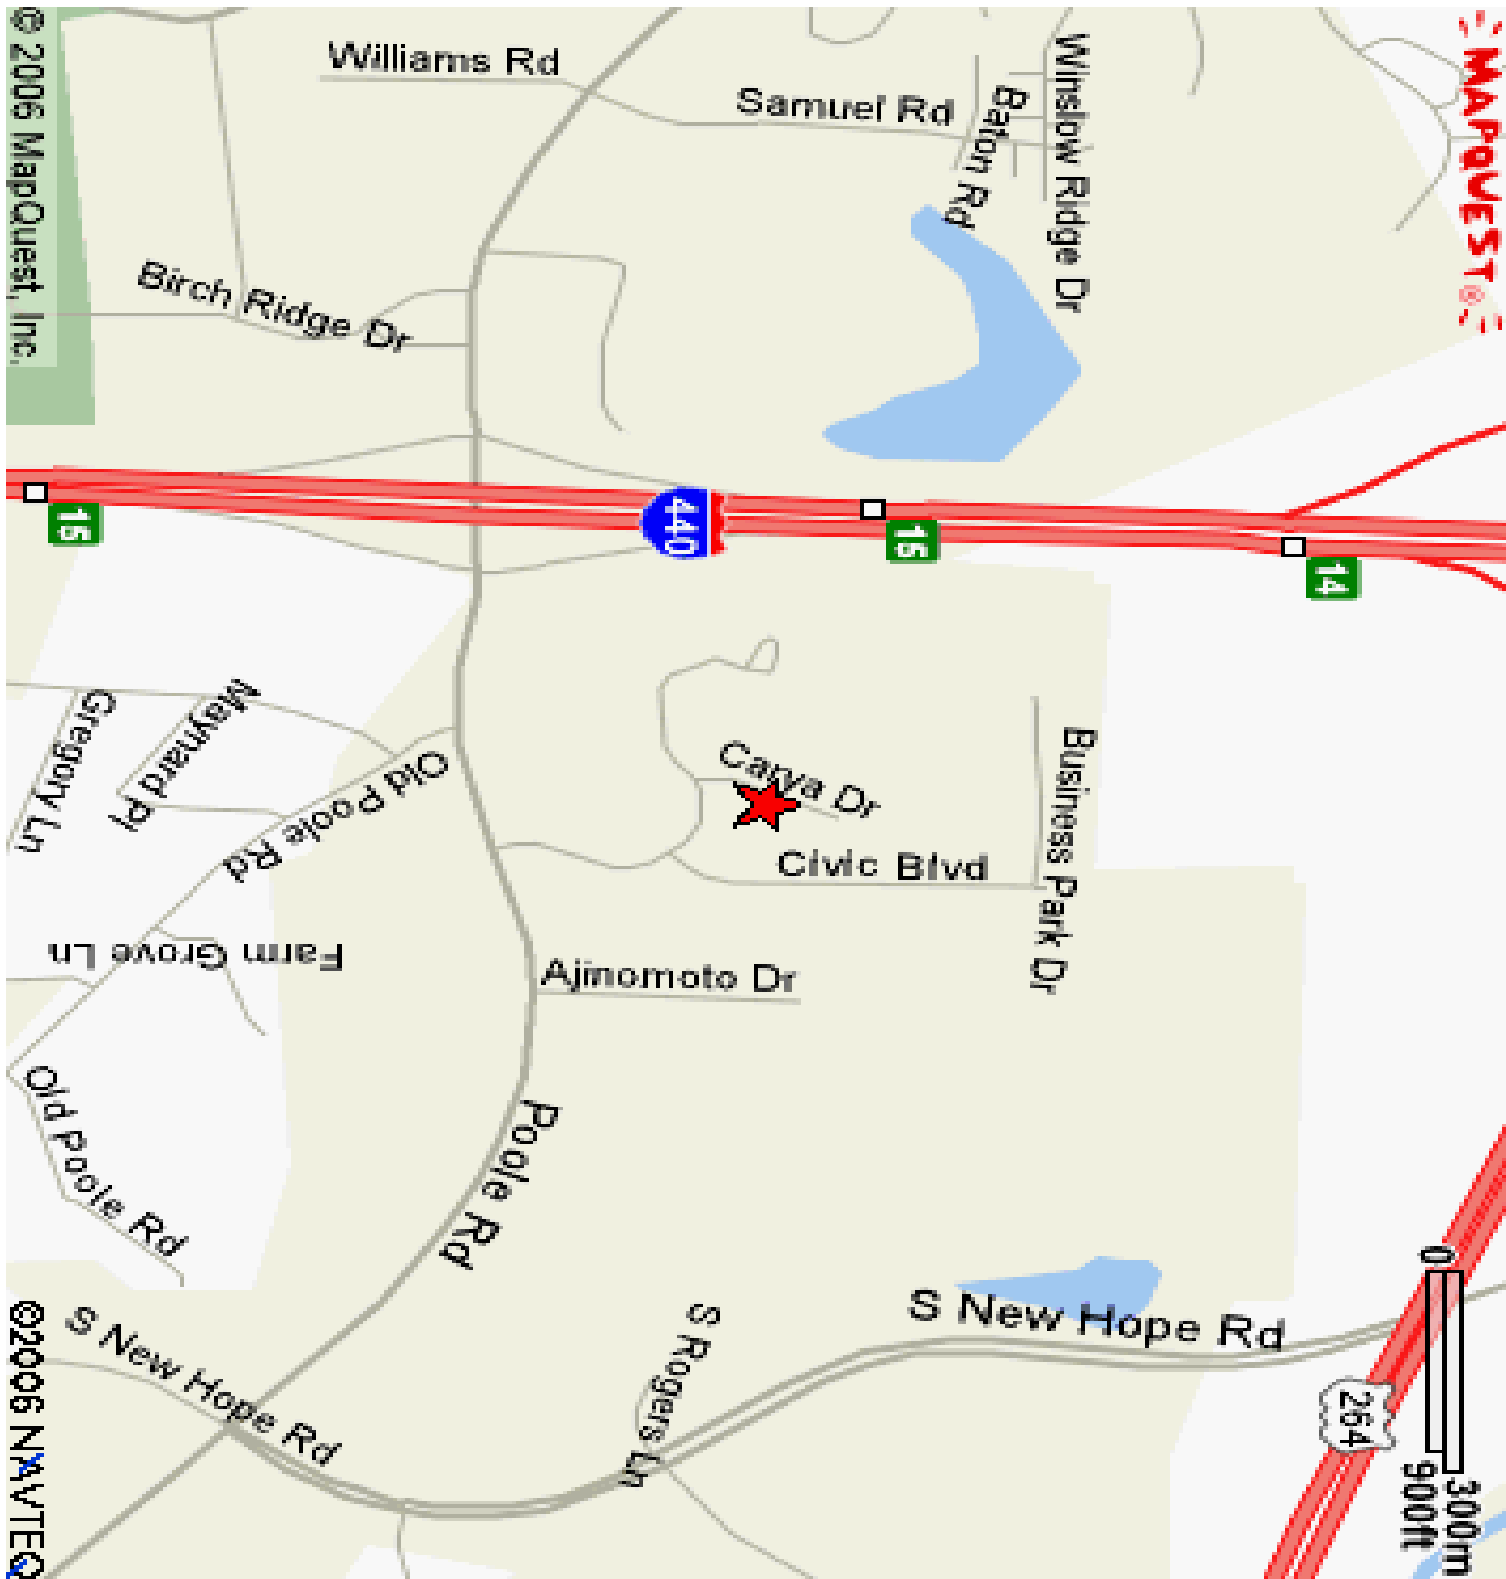 Williams Rd
Samuel Rd
Baton Rd
Winslow Ridge Dr
MAPQUEST®
© 2006 MapQuest, Inc.
Birch Ridge Dr
15
440
15
14
Gregory Ln
Maynard Pl
Old Poole Rd
Carya Dr
Business Park Dr
Civic Blvd
Farm Grove Ln
Ajinomoto Dr
Old Poole Rd
Poole Rd
S New Hope Rd
S Rogers Ln
S New Hope Rd
264
0
300m
900ft
©2006 NAVTEQ